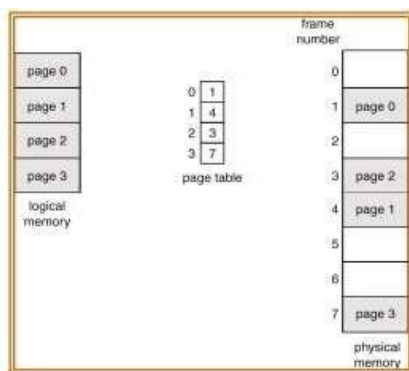 frame
number
page 0
page 1
page 2
page 3
logical
memory
0 1
1 4
2 3
3 7
page table
0
1 page 0
2
3 page 2
4 page 1
5
6
7 page 3
physical
memory